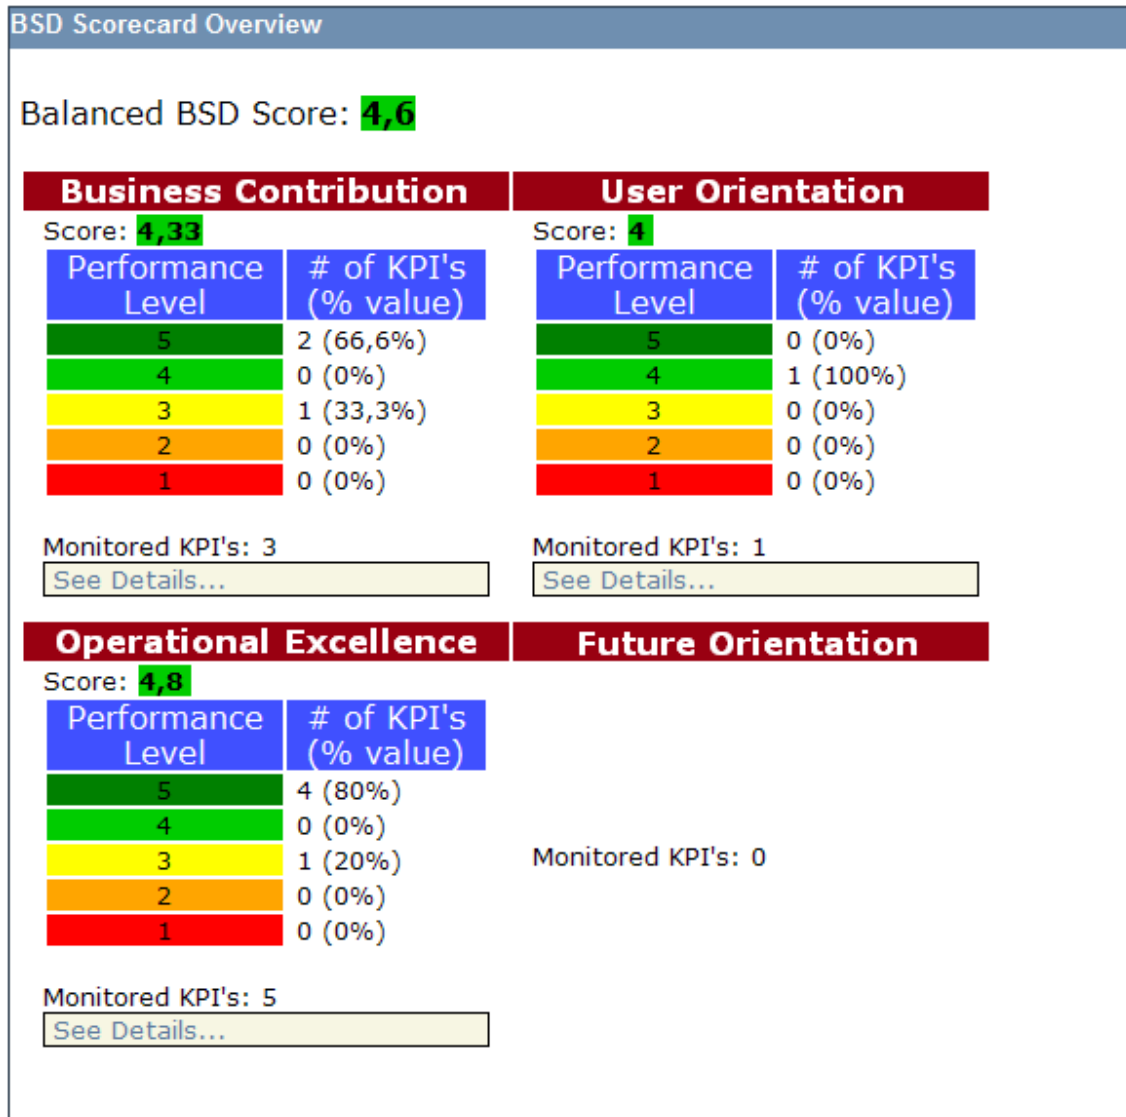 BSD Scorecard Overview
Balanced BSD Score: 4,6
Business Contribution
Score: 4,33
Performance Level # of KPI's (% value)
5 2 (66,6%)
4 0 (0%)
3 1 (33,3%)
2 0 (0%)
1 0 (0%)
Monitored KPI's: 3
See Details...
User Orientation
Score: 4
Performance Level # of KPI's (% value)
5 0 (0%)
4 1 (100%)
3 0 (0%)
2 0 (0%)
1 0 (0%)
Monitored KPI's: 1
See Details...
Operational Excellence
Score: 4,8
Performance Level # of KPI's (% value)
5 4 (80%)
4 0 (0%)
3 1 (20%)
2 0 (0%)
1 0 (0%)
Monitored KPI's: 5
See Details...
Future Orientation
Monitored KPI's: 0